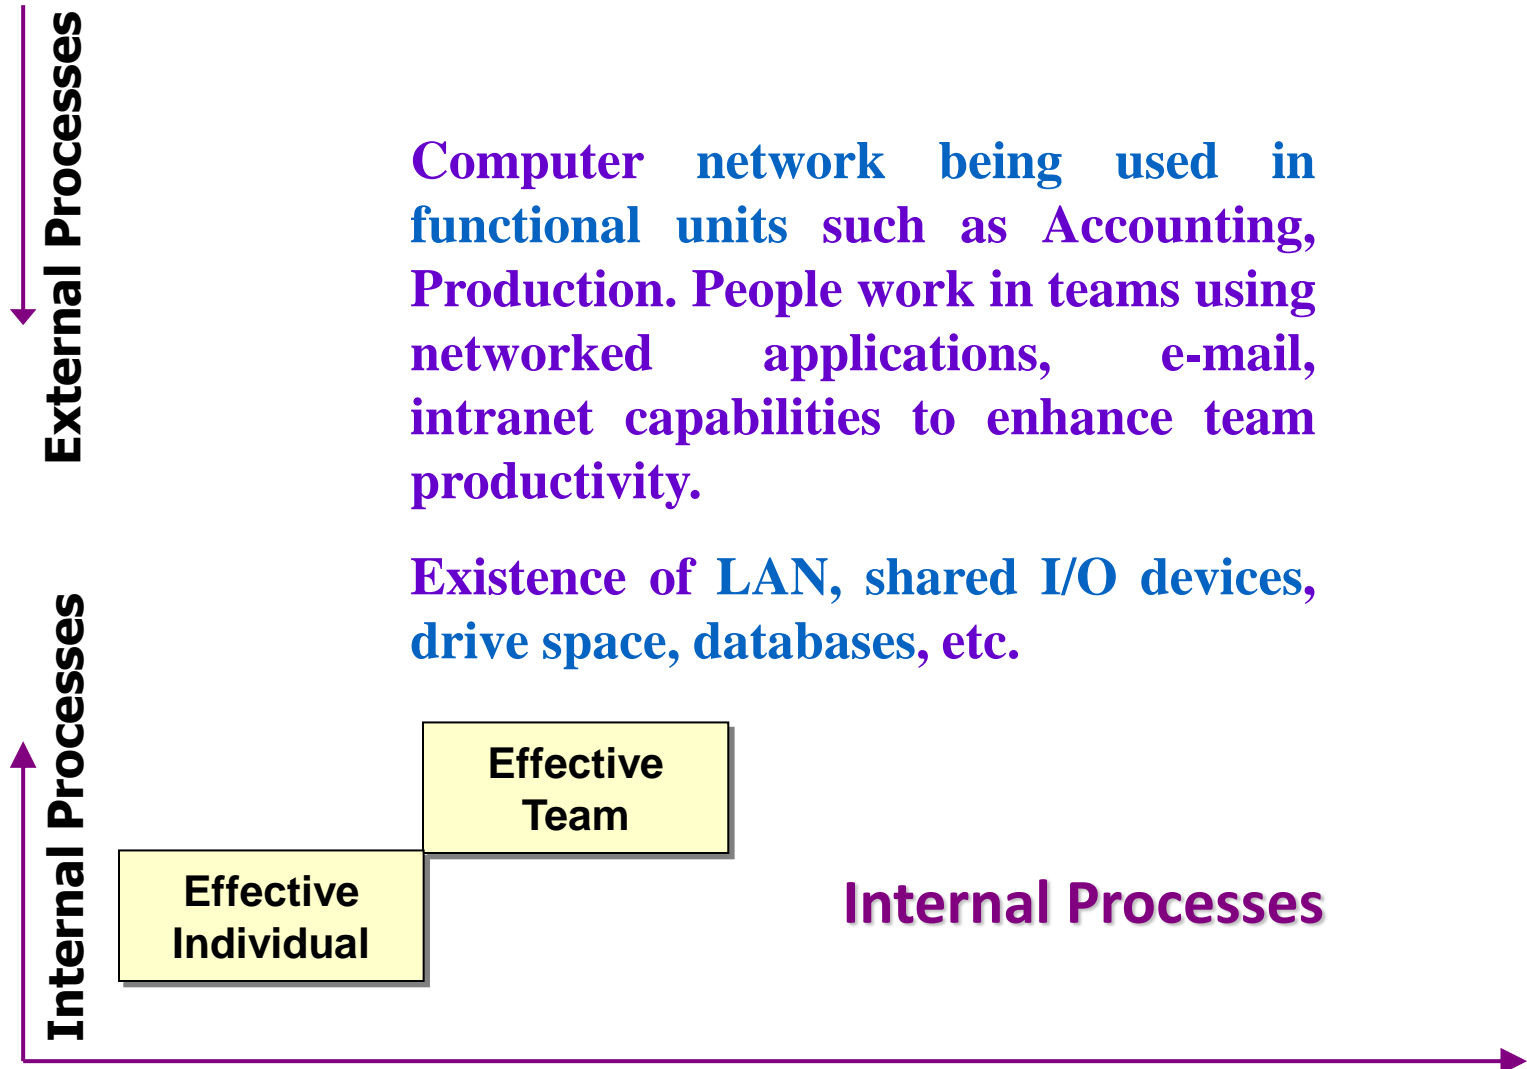 External Processes
Computer network being used in
functional units such as Accounting,
Production. People work in teams using
networked applications, e-mail,
intranet capabilities to enhance team
productivity.
Existence of LAN, shared I/O devices,
drive space, databases, etc.
Internal Processes
Effective
Team
Effective
Individual
Internal Processes